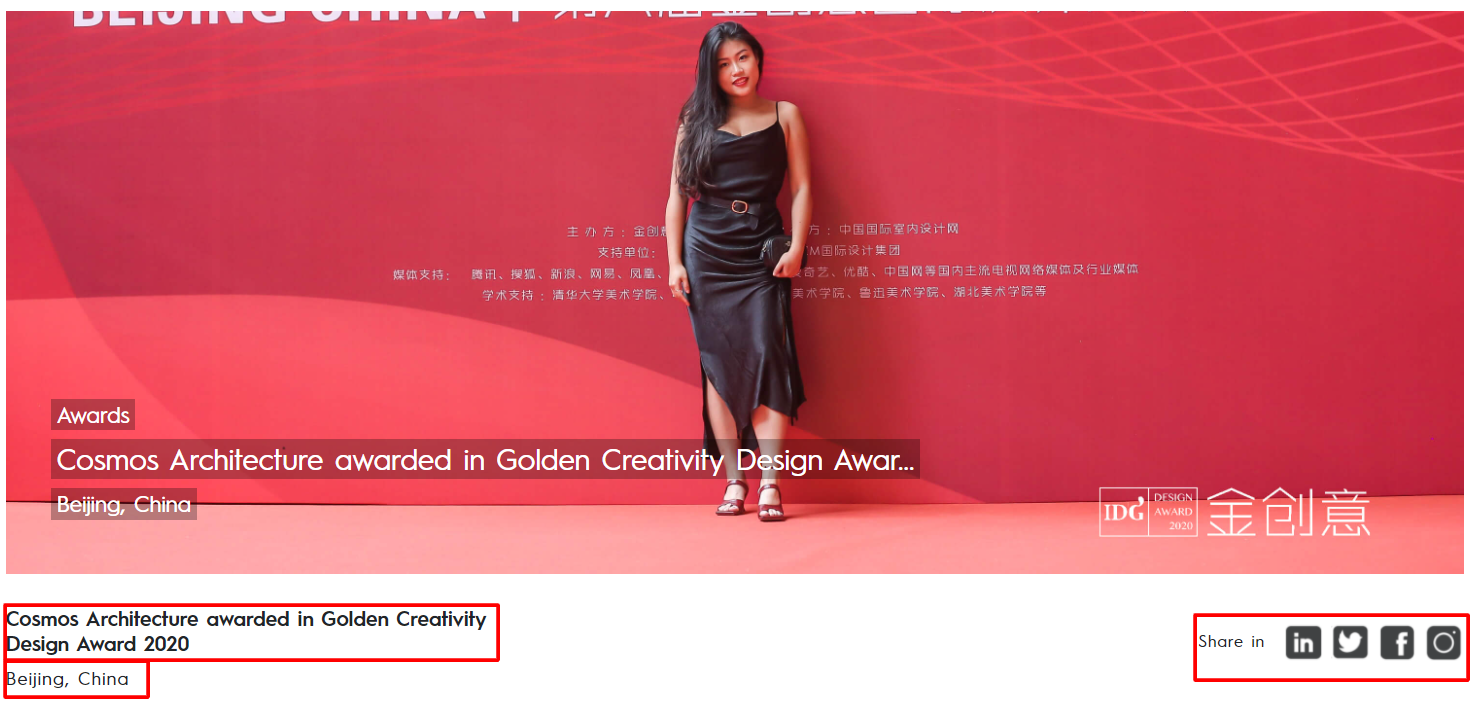 BEIJING CHINA
主 办 方 : 金创意
方 : 中国国际室内设计网
支持单位:
M国际设计集团
媒体支持: 腾讯、搜狐、新浪、网易、凤凰、
奇艺、优酷、中国网等国内主流电视网络媒体及行业媒体
学术支持 : 清华大学美术学院、
美术学院、鲁迅美术学院、湖北美术学院等
Awards
Cosmos Architecture awarded in Golden Creativity Design Awar...
Beijing, China
IDG
DESIGN
AWARD
2020
金创意
Cosmos Architecture awarded in Golden Creativity
Design Award 2020
Beijing, China
Share in
in
f